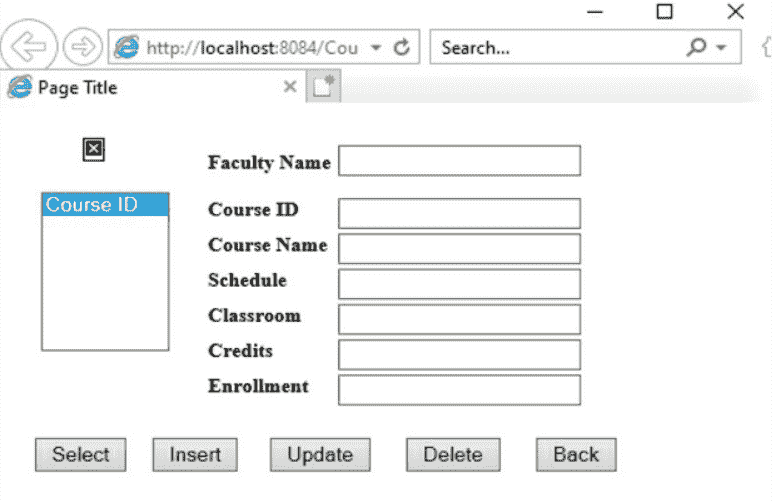 http://localhost:8084/Cou
Search...
Page Title
Faculty Name
Course ID
Course ID
Course Name
Schedule
Classroom
Credits
Enrollment
Select Insert Update Delete Back